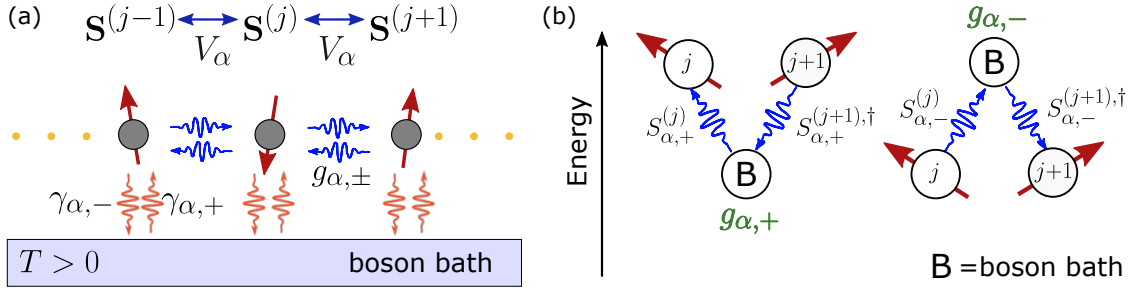 (a)
S^(j−1) S^(j) S^(j+1)
V_α V_α
g_α,±
γ_α,− γ_α,+
T > 0 boson bath
(b)
Energy
j j+1
S_α,+^(j) S_α,+^(j+1),†
B
g_α,+
g_α,−
B
S_α,−^(j) S_α,−^(j+1),†
j j+1
B =boson bath